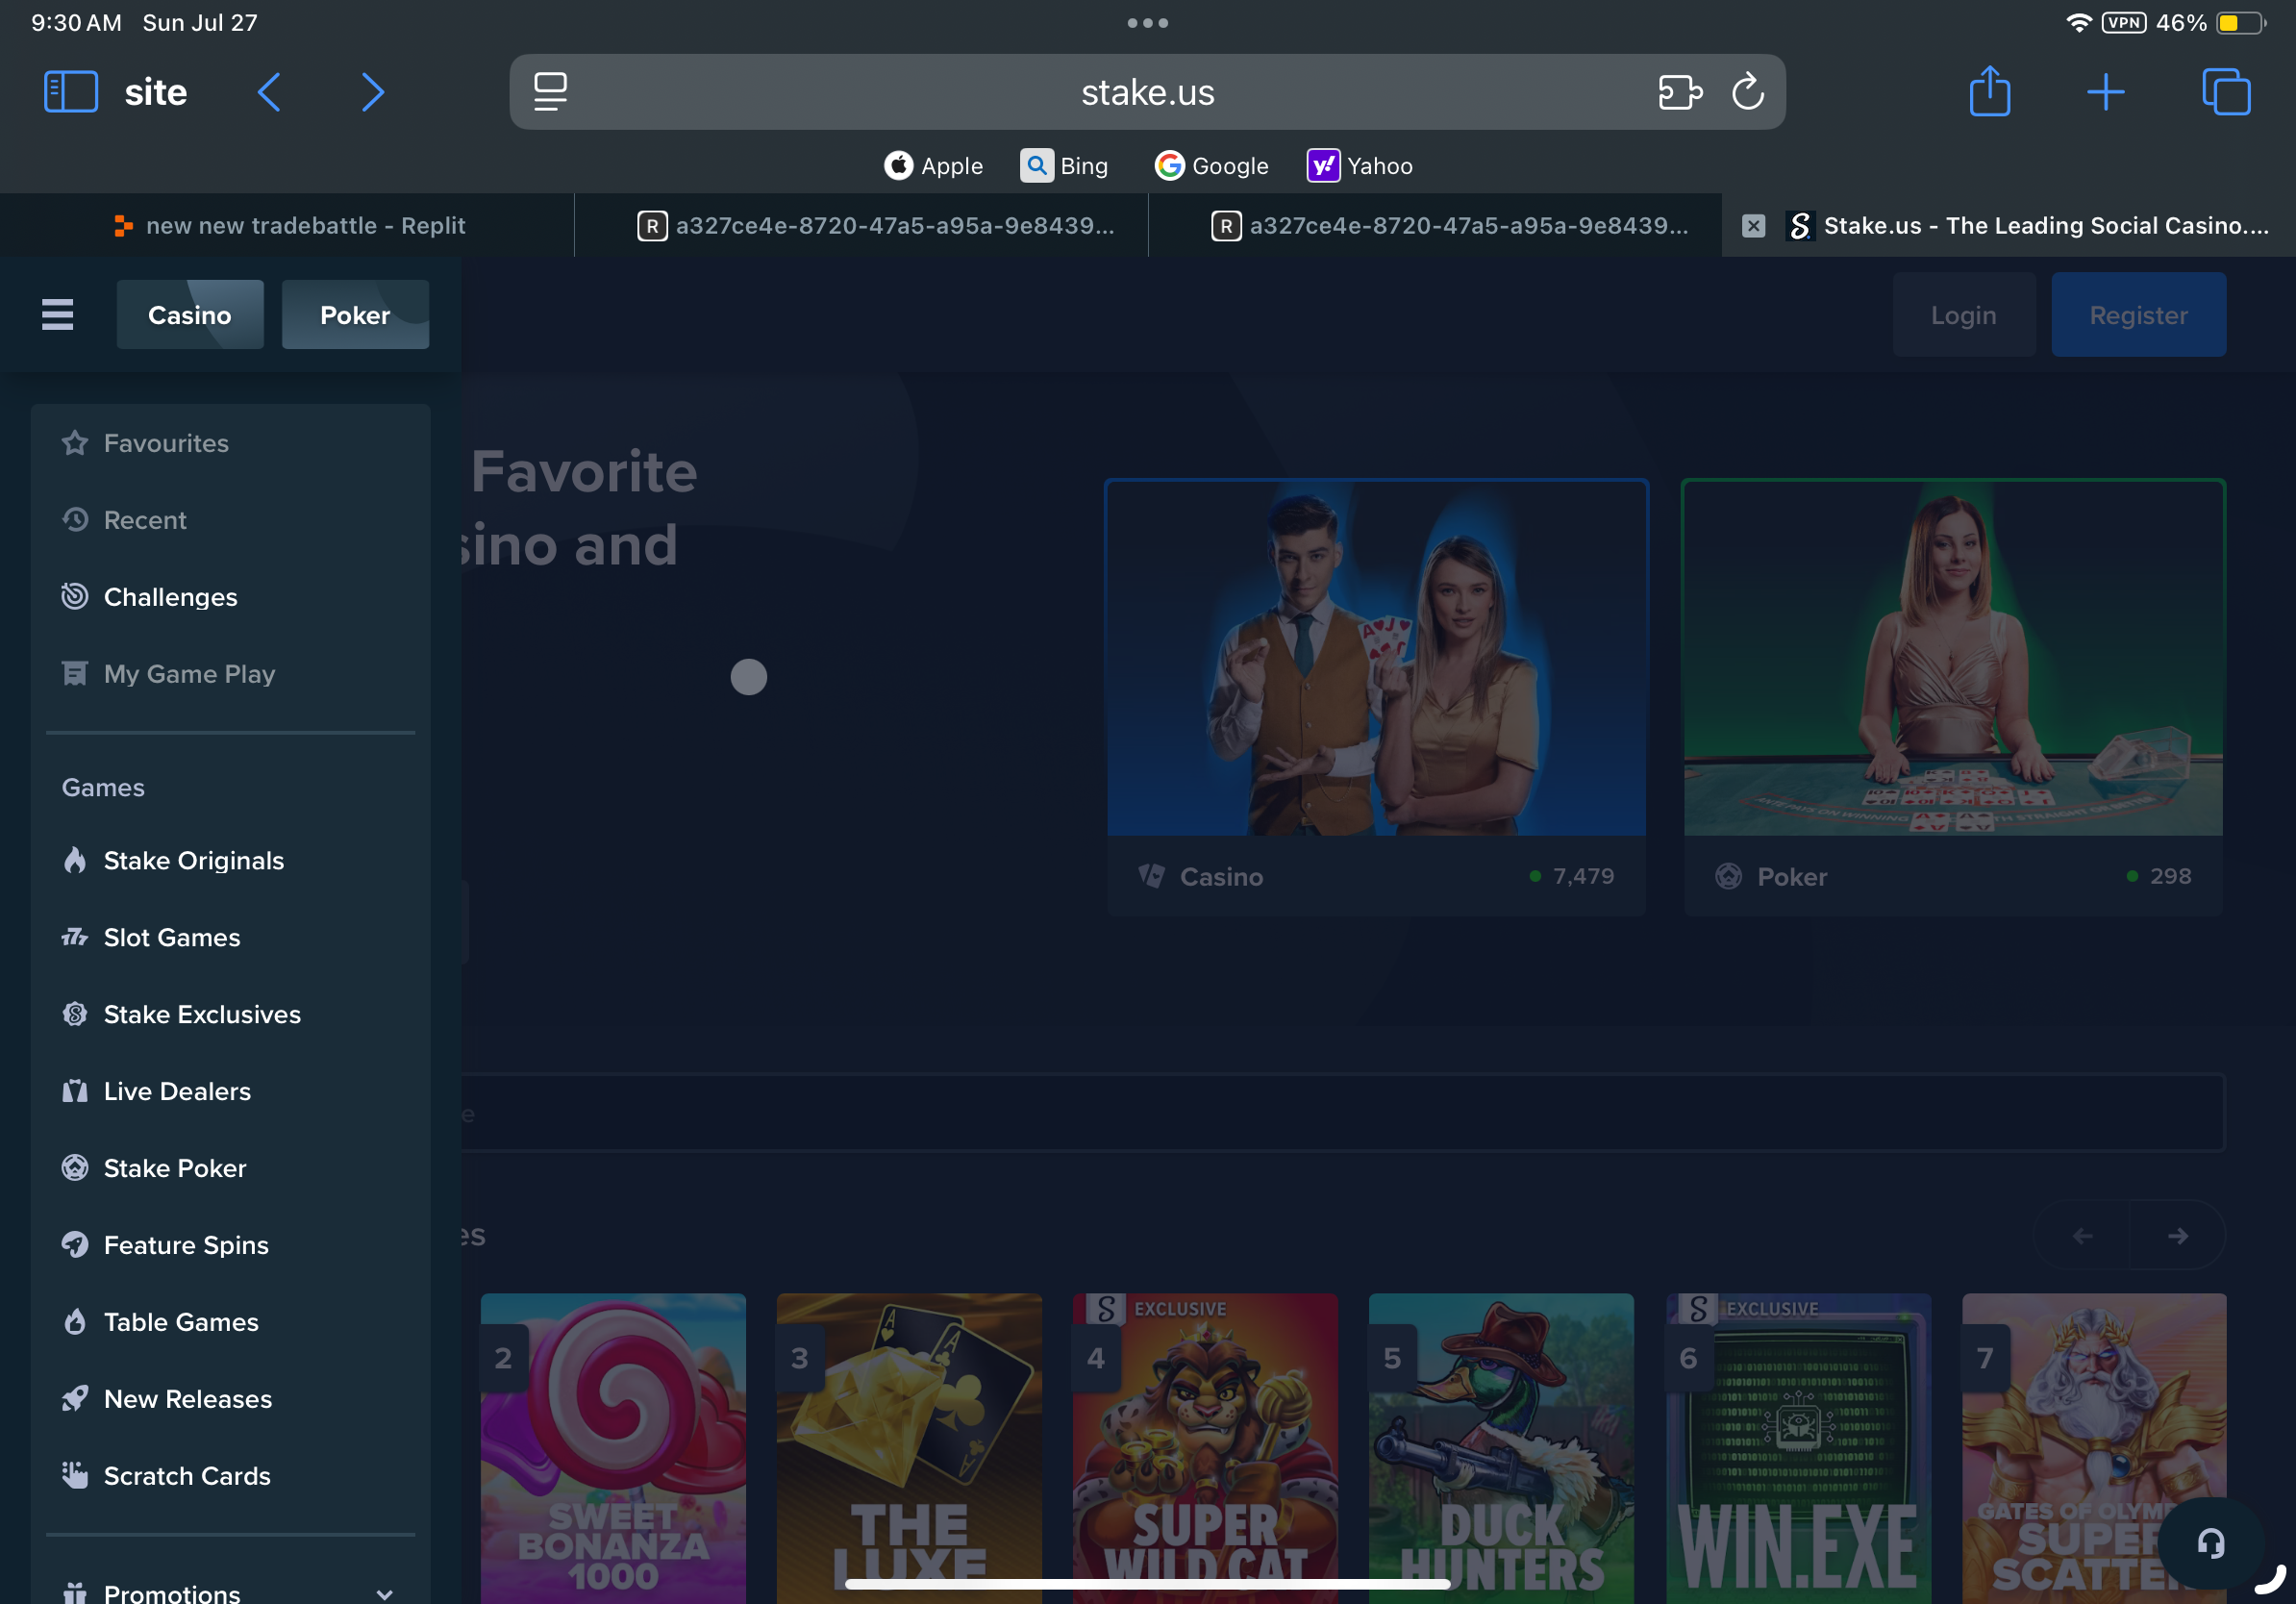 9:30 AM Sun Jul 27
VPN 46%
site
stake.us
Apple Bing Google Yahoo
new new tradebattle - Replit
a327ce4e-8720-47a5-a95a-9e8439...
a327ce4e-8720-47a5-a95a-9e8439...
Stake.us - The Leading Social Casino....
Casino Poker
Login Register
Favourites
Recent
Challenges
My Game Play
Games
Stake Originals
Slot Games
Stake Exclusives
Live Dealers
Stake Poker
Feature Spins
Table Games
New Releases
Scratch Cards
Promotions
Favorite
sino and
Casino 7,479
Poker 298
e
es
2
SWEET
BONANZA
1000
3
THE
LUXE
EXCLUSIVE
4
SUPER
WILD CAT
5
DUCK
HUNTERS
EXCLUSIVE
6
WIN.EXE
7
GATES OF OLYM
SUPER
SCATTE